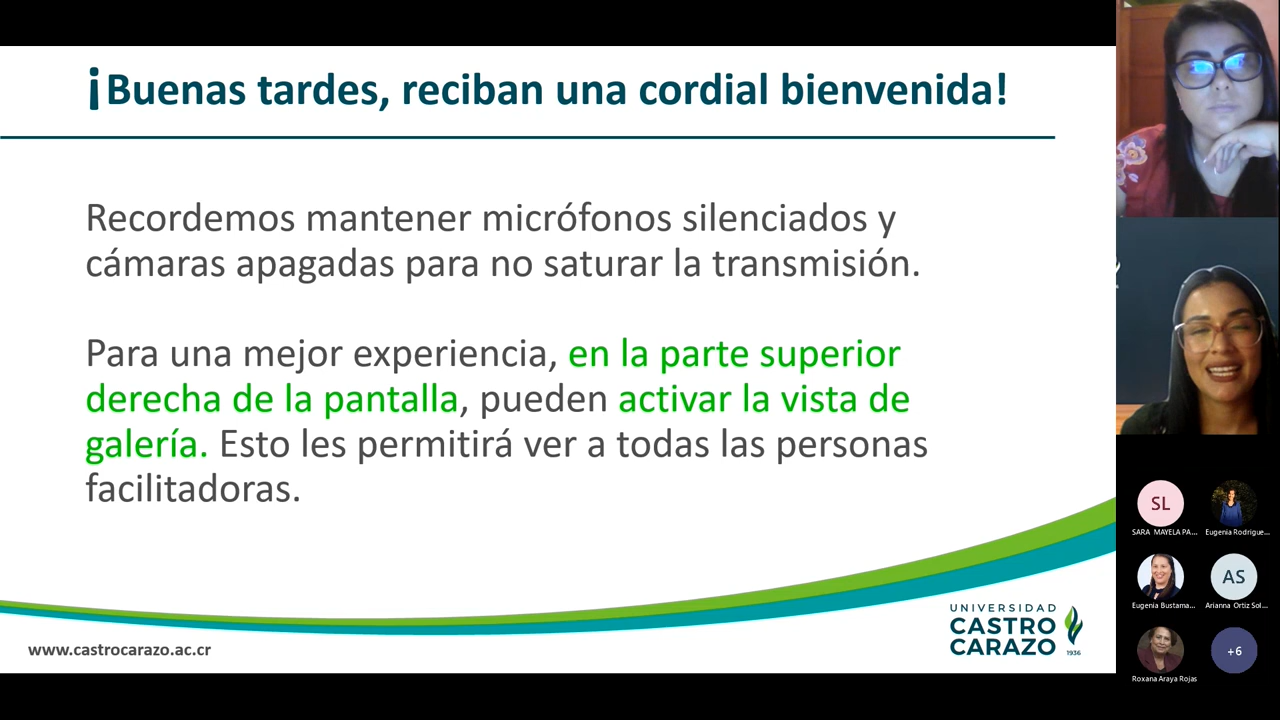 ¡Buenas tardes, reciban una cordial bienvenida!
Recordemos mantener micrófonos silenciados y
cámaras apagadas para no saturar la transmisión.
Para una mejor experiencia, en la parte superior
derecha de la pantalla, pueden activar la vista de
galería. Esto les permitirá ver a todas las personas
facilitadoras.
www.castrocarazo.ac.cr
UNIVERSIDAD
CASTRO
CARAZO
1936
SL
SARA MAYELA PA...
Eugenia Rodrigue...
Eugenia Bustama...
AS
Arianna Ortiz Sol...
Roxana Araya Rojas
+6